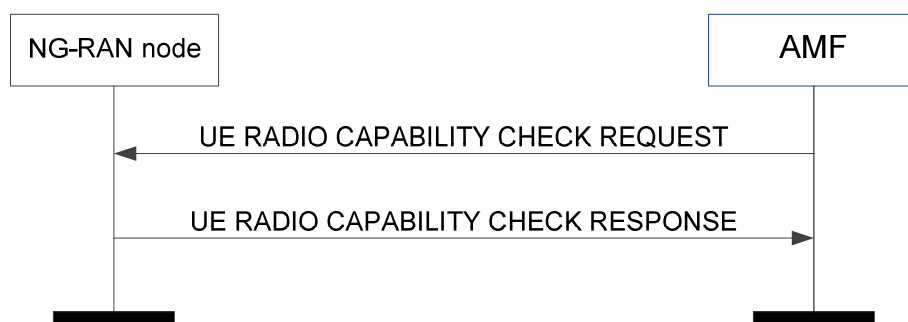 NG-RAN node
AMF
UE RADIO CAPABILITY CHECK REQUEST
UE RADIO CAPABILITY CHECK RESPONSE